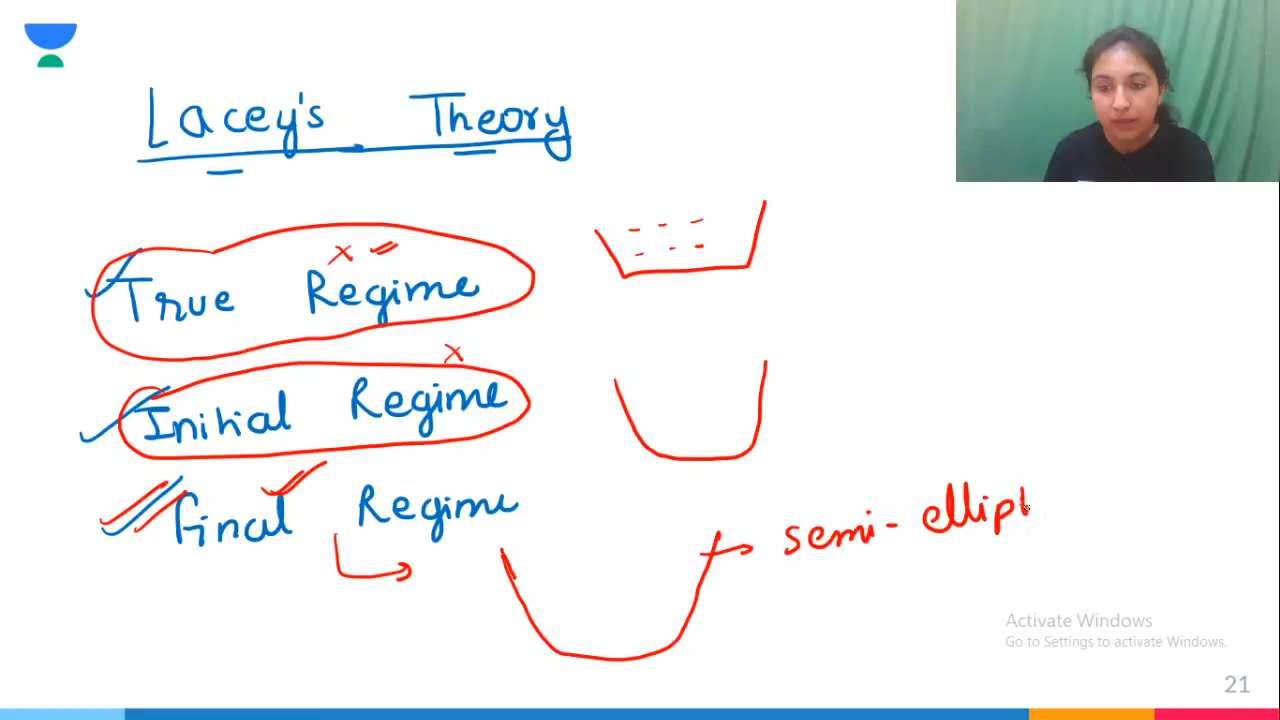 Lacey's Theory
True Regime
Initial Regime
Final Regime
semi-ellipt
Activate Windows
Go to Settings to activate Windows.
21